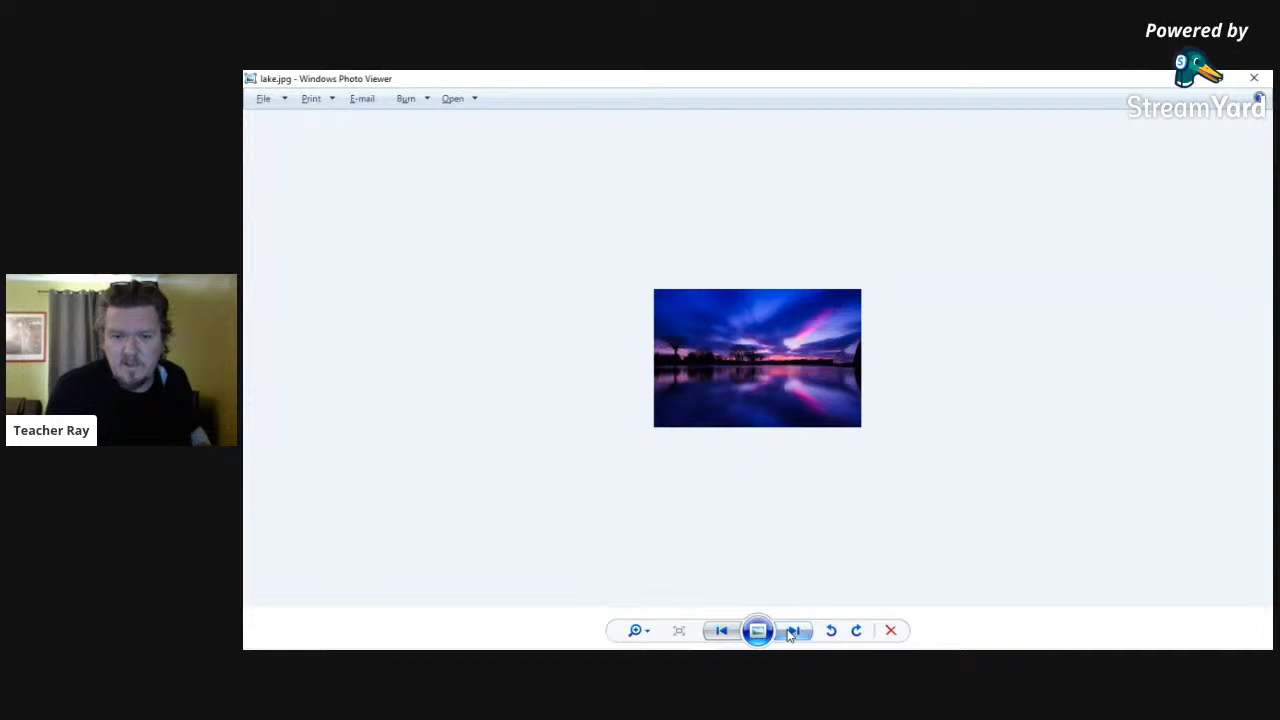 Powered by
StreamYard
lake.jpg - Windows Photo Viewer
File Print E-mail Burn Open
Teacher Ray